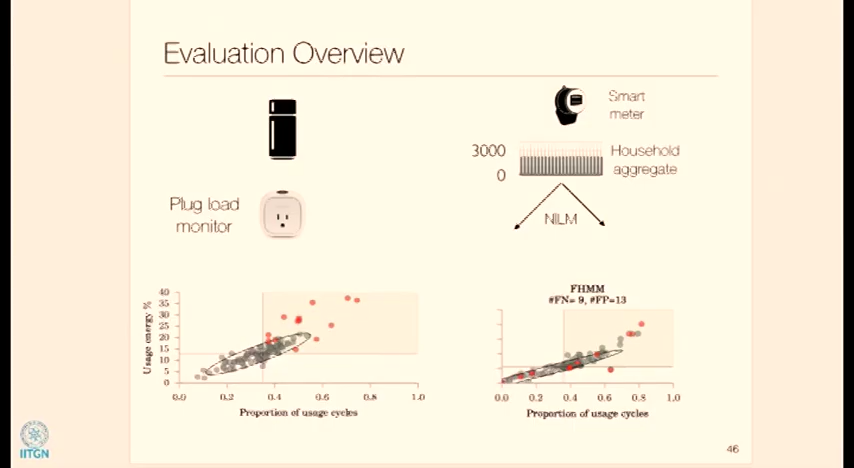 Evaluation Overview
Smart
meter
3000
0
Household
aggregate
NILM
Plug load
monitor
Usage energy %
40
35
30
25
20
15
10
5
0
0.0 0.2 0.4 0.6 0.8 1.0
Proportion of usage cycles
FHMM
#FN= 9, #FP=13
0.0 0.2 0.4 0.6 0.8 1.0
Proportion of usage cycles
IITGN
46